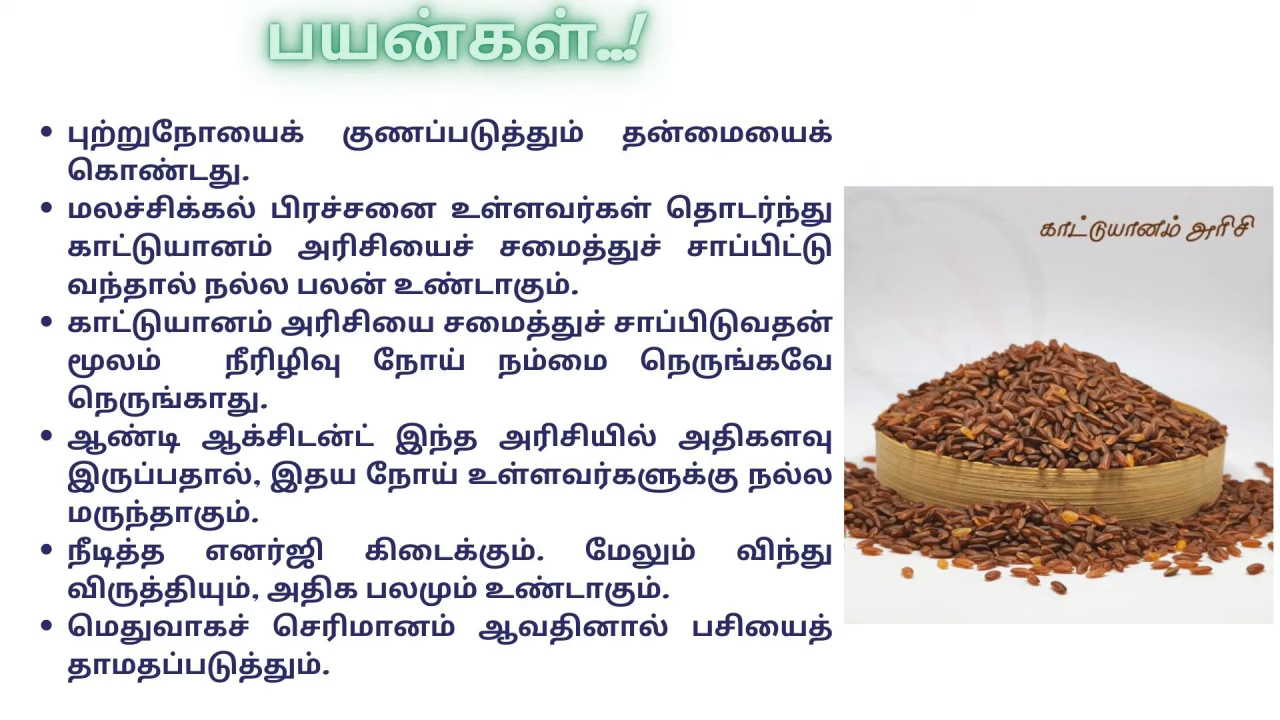 பயன்கள்...!
• புற்றுநோயைக் குணப்படுத்தும் தன்மையைக்
கொண்டது.
• மலச்சிக்கல் பிரச்சனை உள்ளவர்கள் தொடர்ந்து
காட்டுயானம் அரிசியைச் சமைத்துச் சாப்பிட்டு
வந்தால் நல்ல பலன் உண்டாகும்.
• காட்டுயானம் அரிசியை சமைத்துச் சாப்பிடுவதன்
மூலம் நீரிழிவு நோய் நம்மை நெருங்கவே
நெருங்காது.
• ஆண்டி ஆக்சிடன்ட் இந்த அரிசியில் அதிகளவு
இருப்பதால், இதய நோய் உள்ளவர்களுக்கு நல்ல
மருந்தாகும்.
• நீடித்த எனர்ஜி கிடைக்கும். மேலும் விந்து
விருத்தியும், அதிக பலமும் உண்டாகும்.
• மெதுவாகச் செரிமானம் ஆவதினால் பசியைத்
தாமதப்படுத்தும்.
காட்டுயானம் அரிசி